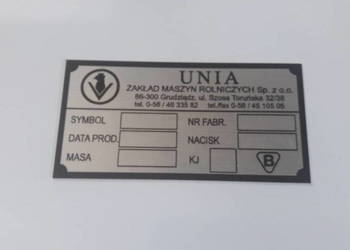 UNIA
ZAKŁAD MASZYN ROLNICZYCH Sp. z o.o.
86-300 Grudziądz, ul. Szosa Toruńska 32/38
tel. 0-56 / 46 335 82 tel./fax 0-56 / 45 105 05
SYMBOL NR FABR.
DATA PROD. NACISK
MASA KJ B